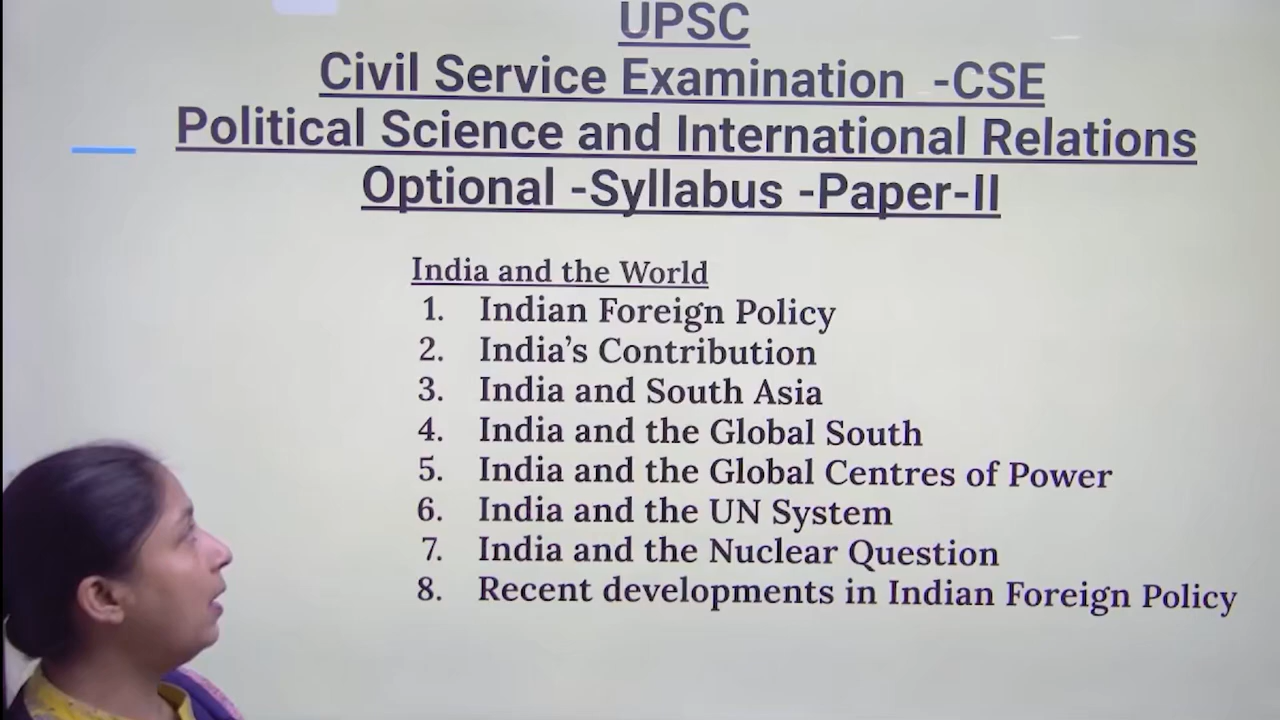 UPSC
Civil Service Examination -CSE
Political Science and International Relations
Optional -Syllabus -Paper-II
India and the World
1. Indian Foreign Policy
2. India's Contribution
3. India and South Asia
4. India and the Global South
5. India and the Global Centres of Power
6. India and the UN System
7. India and the Nuclear Question
8. Recent developments in Indian Foreign Policy